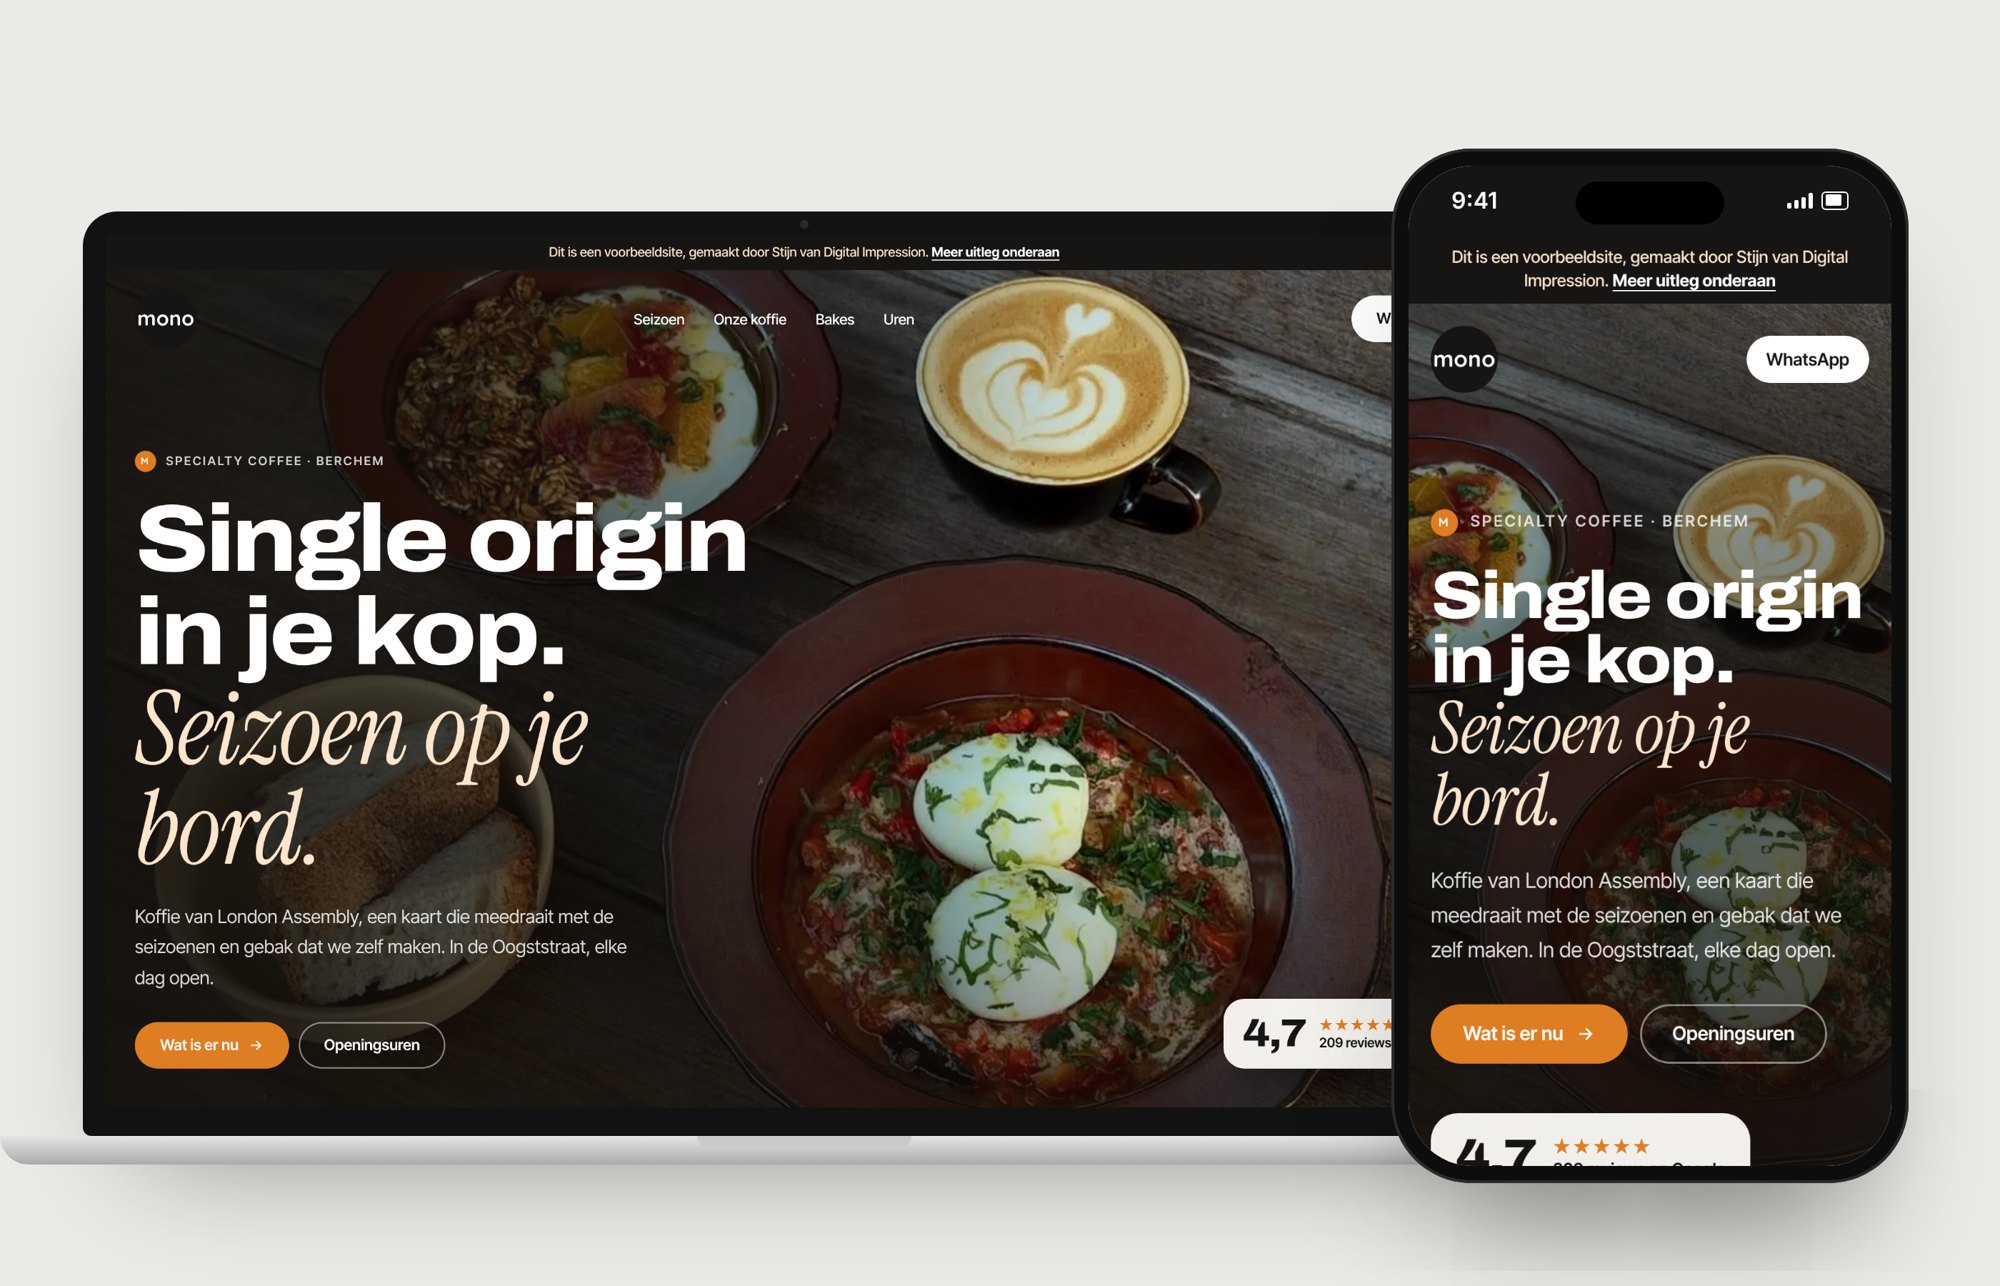 Dit is een voorbeeldsite, gemaakt door Stijn van Digital Impression. Meer uitleg onderaan
mono
Seizoen Onze koffie Bakes Uren
W
M SPECIALTY COFFEE · BERCHEM
Single origin
in je kop.
Seizoen op je
bord.
Koffie van London Assembly, een kaart die meedraait met de
seizoenen en gebak dat we zelf maken. In de Oogststraat, elke
dag open.
Wat is er nu →
Openingsuren
4,7 ★★★★★
209 reviews
9:41
Dit is een voorbeeldsite, gemaakt door Stijn van Digital
Impression. Meer uitleg onderaan
mono
WhatsApp
M SPECIALTY COFFEE · BERCHEM
Single origin
in je kop.
Seizoen op je
bord.
Koffie van London Assembly, een kaart die
meedraait met de seizoenen en gebak dat we
zelf maken. In de Oogststraat, elke dag open.
Wat is er nu →
Openingsuren
4,7 ★★★★★